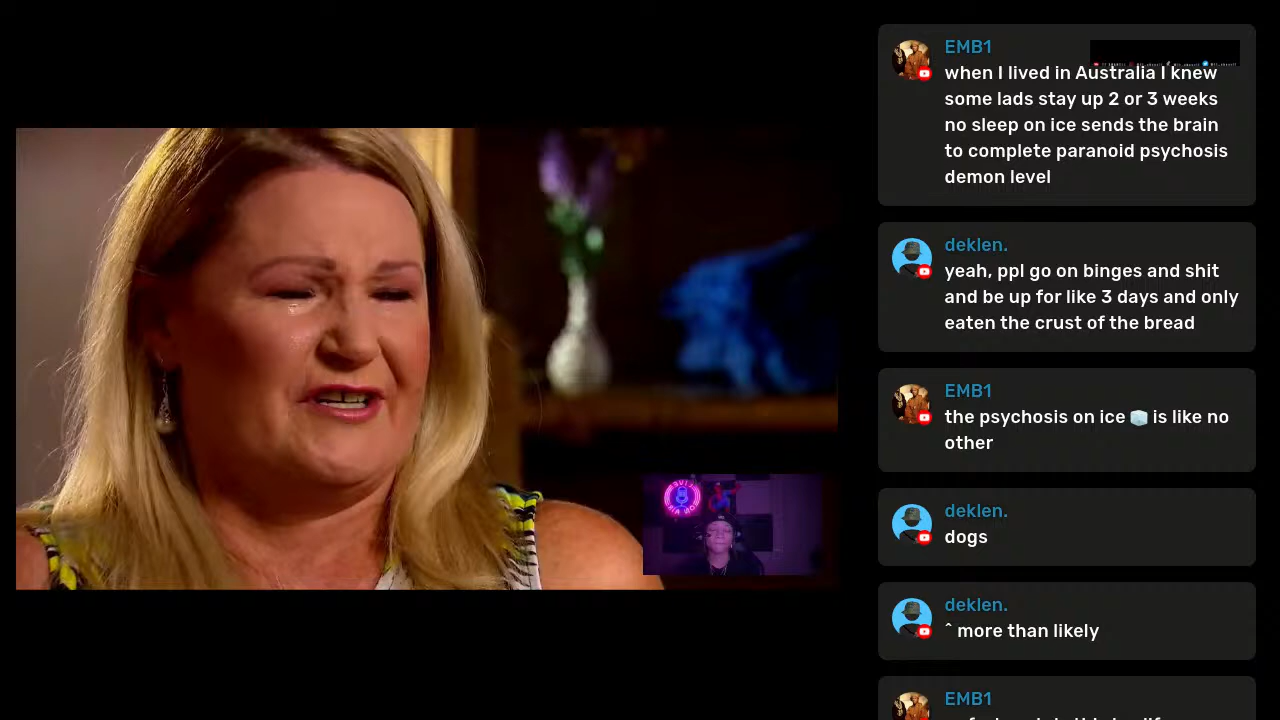 EMB1
when I lived in Australia I knew
some lads stay up 2 or 3 weeks
no sleep on ice sends the brain
to complete paranoid psychosis
demon level
deklen.
yeah, ppl go on binges and shit
and be up for like 3 days and only
eaten the crust of the bread
EMB1
the psychosis on ice 🧊 is like no
other
deklen.
dogs
deklen.
^ more than likely
EMB1